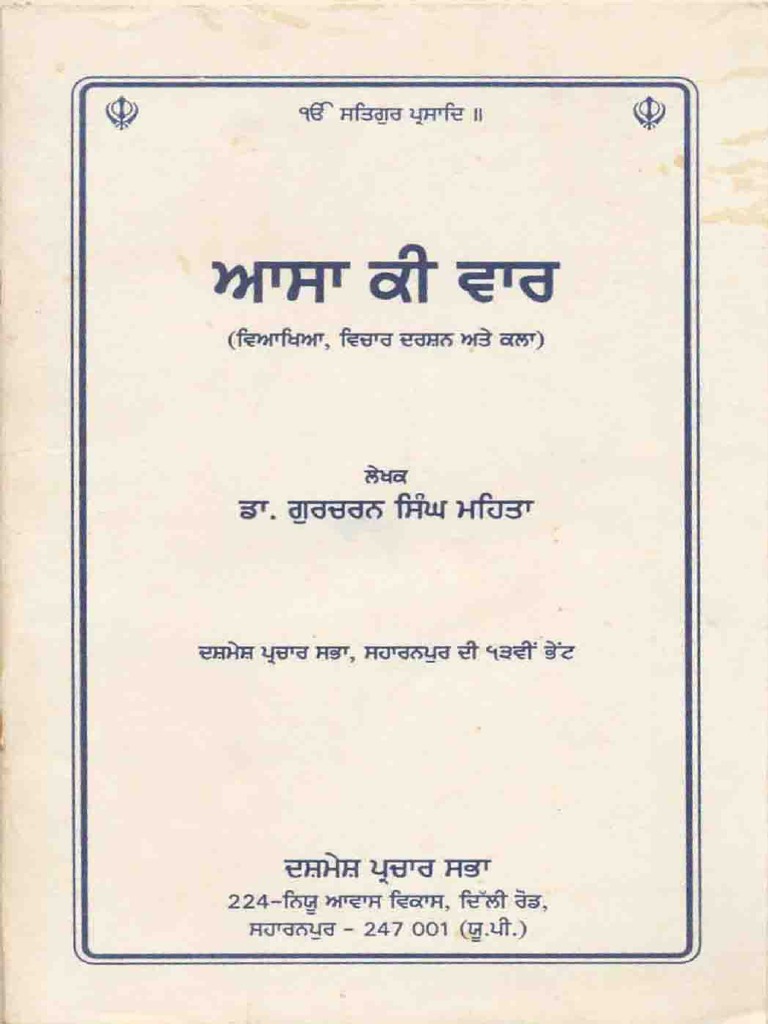 ੴ ਸਤਿਗੁਰ ਪ੍ਰਸਾਦਿ ॥
ਆਸਾ ਕੀ ਵਾਰ
(ਵਿਆਖਿਆ, ਵਿਚਾਰ ਦਰਸ਼ਨ ਅਤੇ ਕਲਾ)
ਲੇਖਕ
ਡਾ. ਗੁਰਚਰਨ ਸਿੰਘ ਮਹਿਤਾ
ਦਸ਼ਮੇਸ਼ ਪ੍ਰਚਾਰ ਸਭਾ, ਸਹਾਰਨਪੁਰ ਦੀ ੧੩ਵੀਂ ਭੇਂਟ
ਦਸ਼ਮੇਸ਼ ਪ੍ਰਚਾਰ ਸਭਾ
224-ਨਿਯੂ ਆਵਾਸ ਵਿਕਾਸ, ਦਿੱਲੀ ਰੋਡ,
ਸਹਾਰਨਪੁਰ - 247 001 (ਯੂ.ਪੀ.)